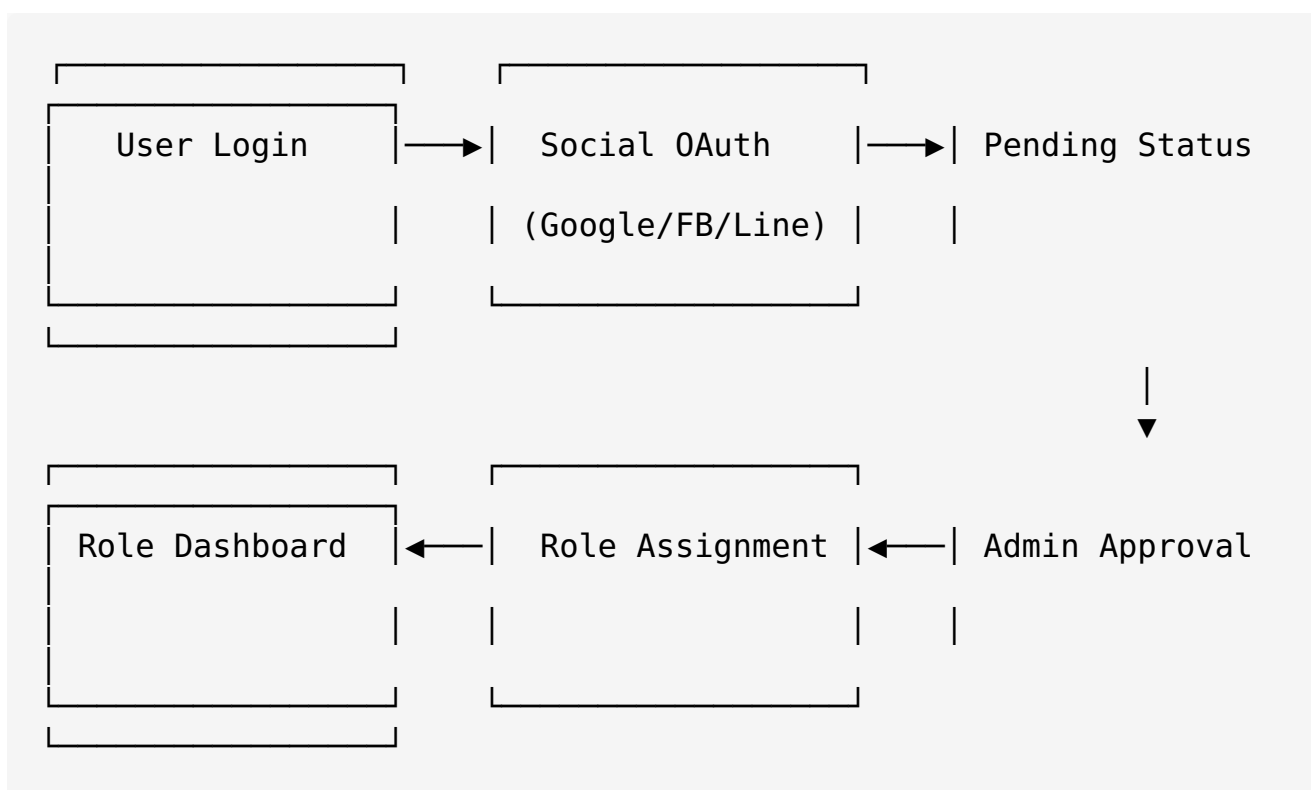 User Login Social OAuth Pending Status
(Google/FB/Line)
Role Dashboard Role Assignment Admin Approval